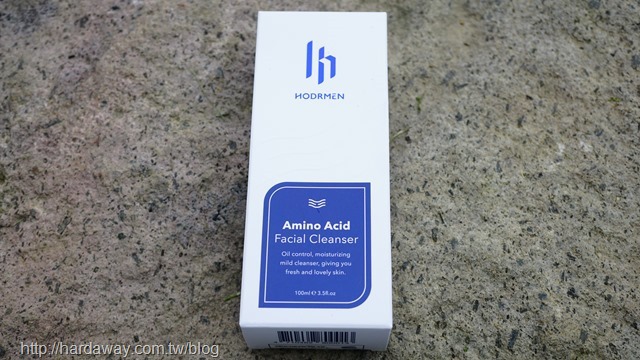 HODRMEN
Amino Acid
Facial Cleanser
Oil control, moisturizing
mild cleanser, giving you
fresh and lovely skin.
100ml ℮ 3.5fl.oz
http://hardaway.com.tw/blog